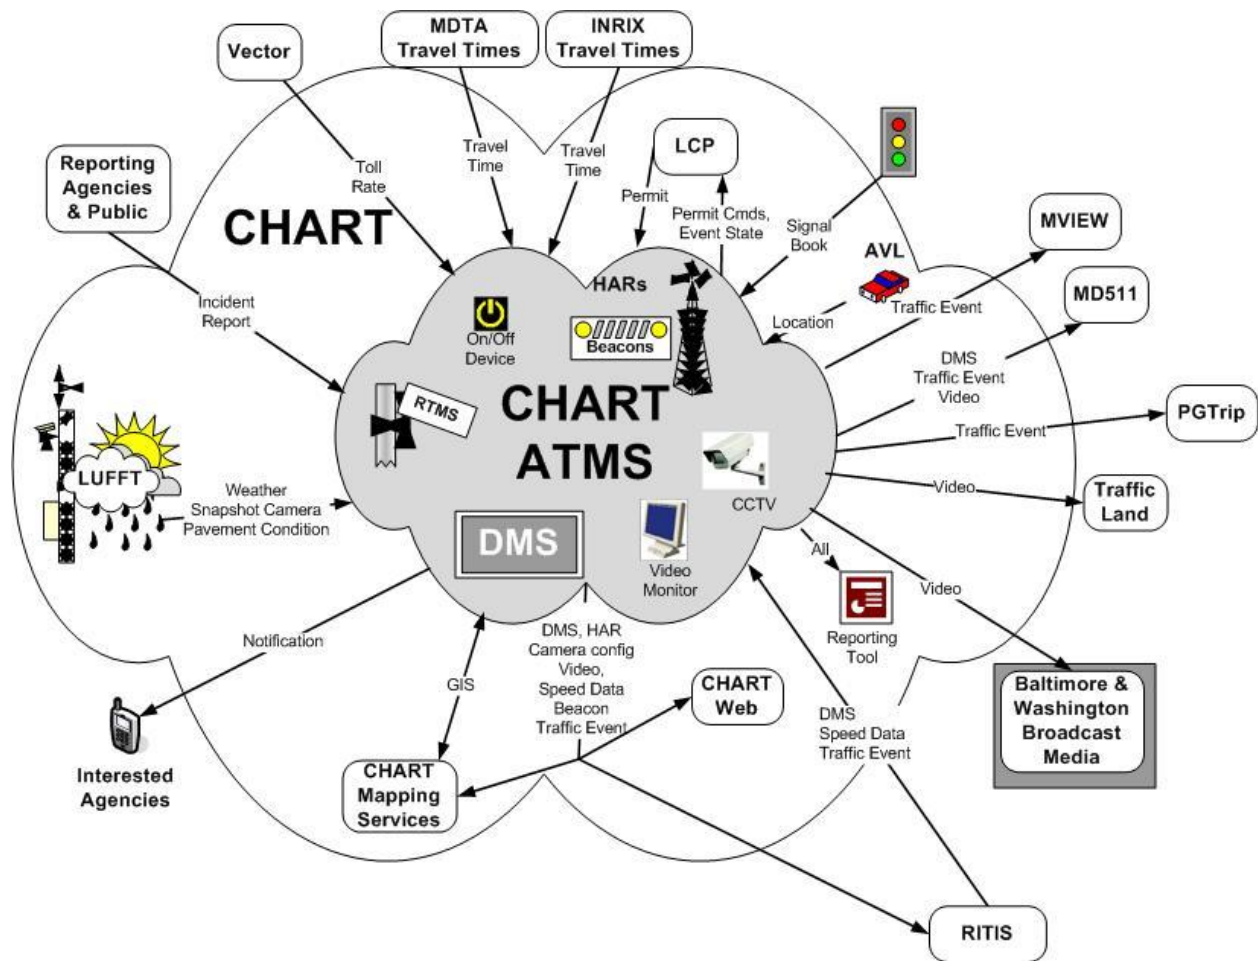 MDTA
Travel Times
INRIX
Travel Times
Vector
Reporting
Agencies
& Public
Toll
Rate
Travel
Time
Travel
Time
LCP
Permit
Permit Cmds,
Event State
Signal
Book
MVIEW
CHART
AVL
MD511
HARs
Incident
Report
Location
Traffic Event
On/Off
Device
Beacons
DMS
Traffic Event
Video
RTMS
CHART
ATMS
PGTrip
Traffic Event
LUFFT
Weather
Snapshot Camera
Pavement Condition
CCTV
Video
Traffic
Land
DMS
Video
Monitor
All
Video
Reporting
Tool
Notification
DMS, HAR
Camera config
Video,
Speed Data
Beacon
Traffic Event
GIS
CHART
Web
DMS
Speed Data
Traffic Event
Baltimore &
Washington
Broadcast
Media
Interested
Agencies
CHART
Mapping
Services
RITIS